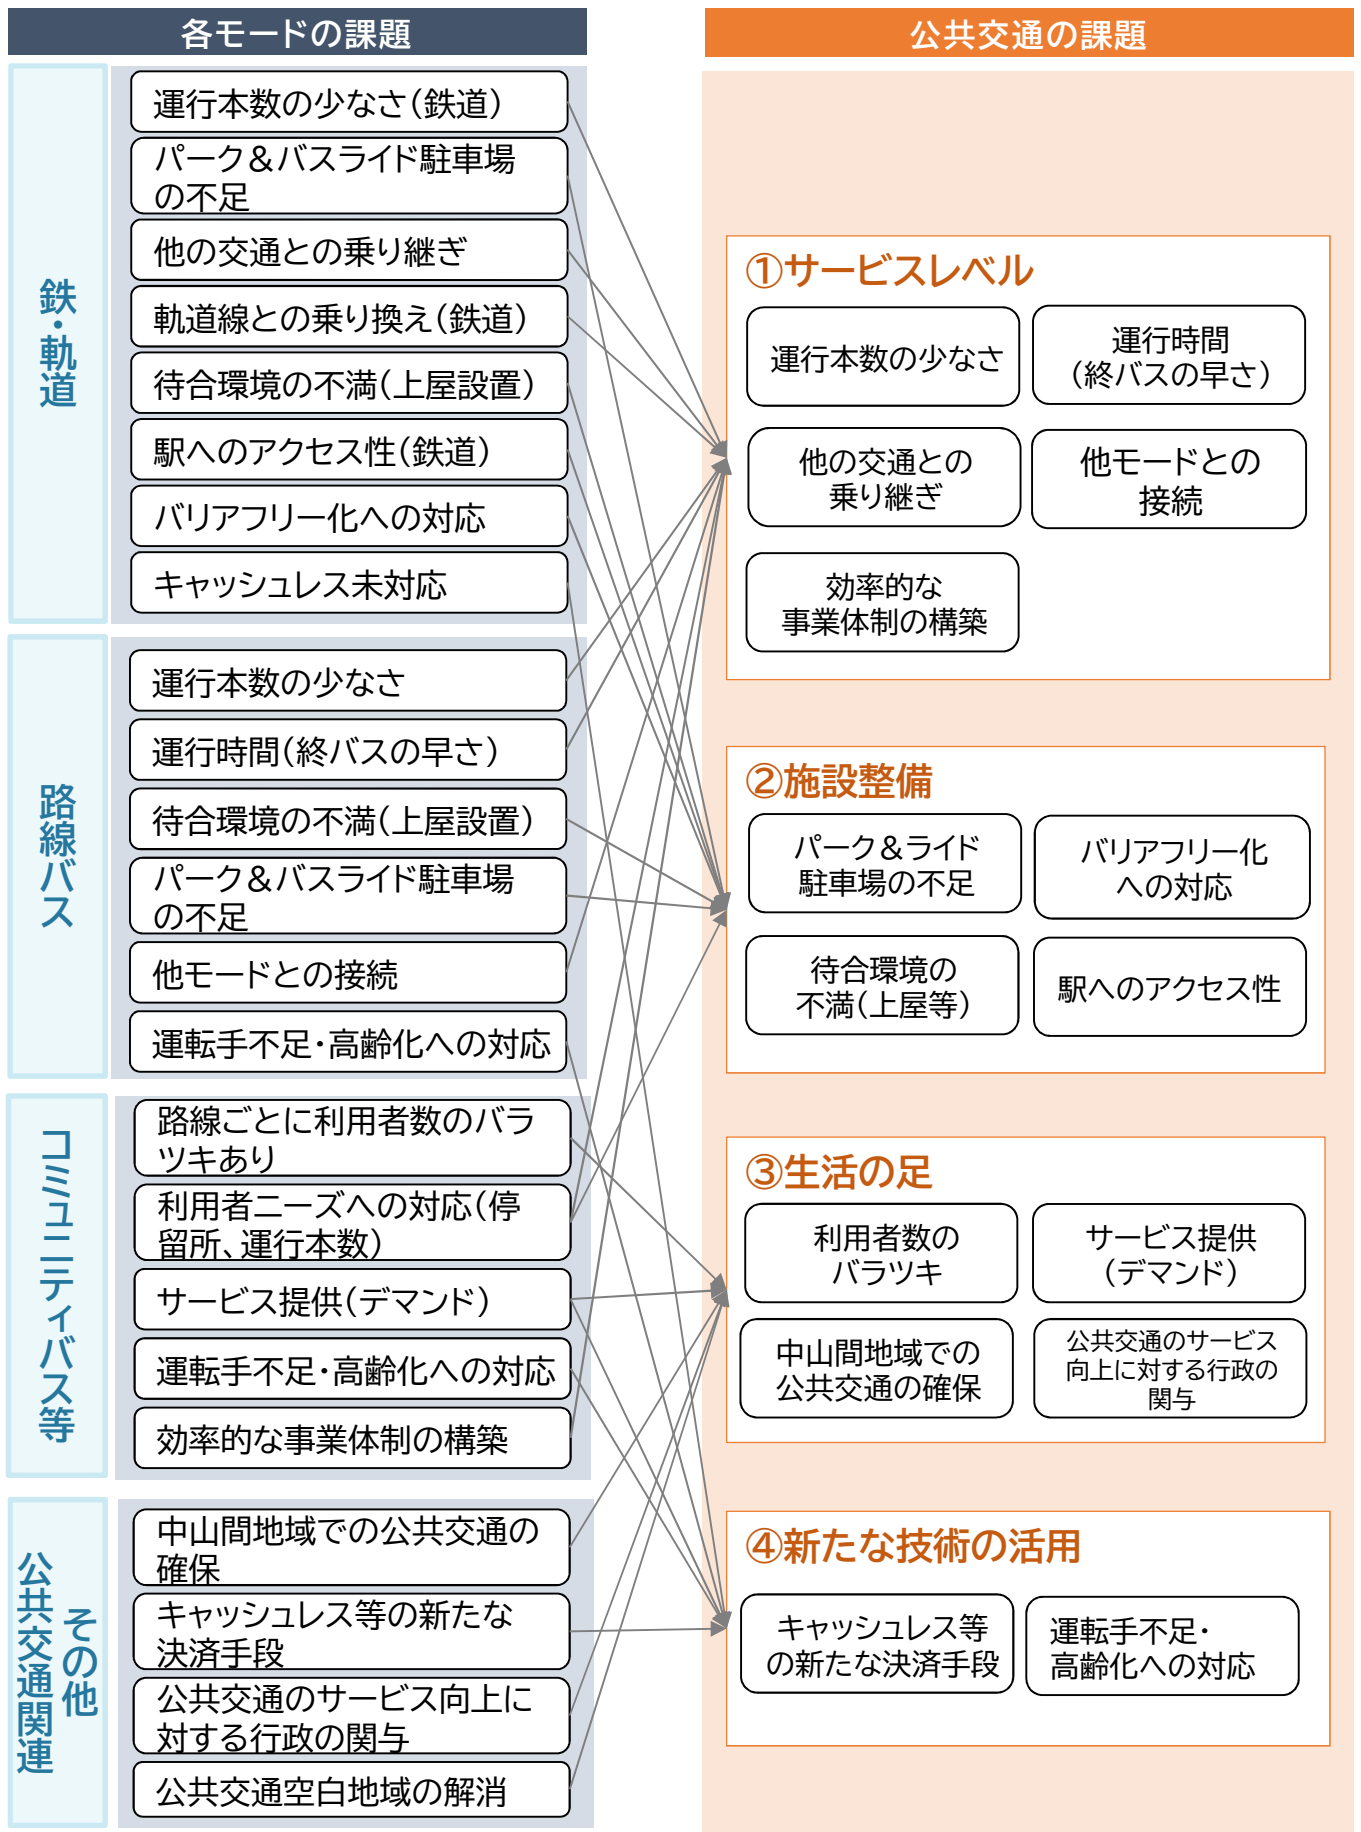 各モードの課題
鉄・軌道
運行本数の少なさ（鉄道）
パーク＆バスライド駐車場
の不足
他の交通との乗り継ぎ
軌道線との乗り換え（鉄道）
待合環境の不満（上屋設置）
駅へのアクセス性（鉄道）
バリアフリー化への対応
キャッシュレス未対応
路線バス
運行本数の少なさ
運行時間（終バスの早さ）
待合環境の不満（上屋設置）
パーク＆バスライド駐車場
の不足
他モードとの接続
運転手不足・高齢化への対応
コミュニティバス等
路線ごとに利用者数のバラ
ツキあり
利用者ニーズへの対応（停
留所、運行本数）
サービス提供（デマンド）
運転手不足・高齢化への対応
効率的な事業体制の構築
その他
公共交通関連
中山間地域での公共交通の
確保
キャッシュレス等の新たな
決済手段
公共交通のサービス向上に
対する行政の関与
公共交通空白地域の解消
公共交通の課題
①サービスレベル
運行本数の少なさ
運行時間
（終バスの早さ）
他の交通との
乗り継ぎ
他モードとの
接続
効率的な
事業体制の構築
②施設整備
パーク＆ライド
駐車場の不足
バリアフリー化
への対応
待合環境の
不満（上屋等）
駅へのアクセス性
③生活の足
利用者数の
バラツキ
サービス提供
（デマンド）
中山間地域での
公共交通の確保
公共交通のサービス
向上に対する行政の
関与
④新たな技術の活用
キャッシュレス等
の新たな決済手段
運転手不足・
高齢化への対応